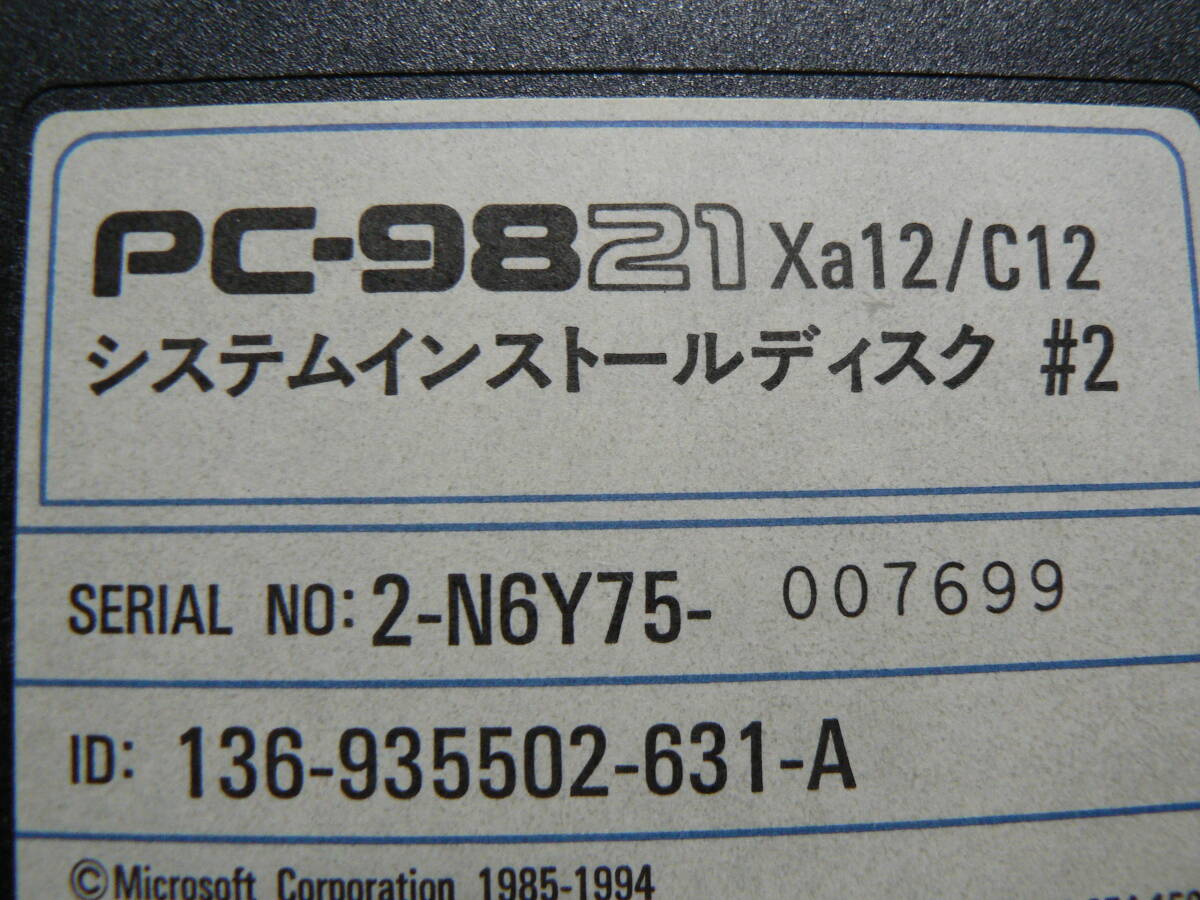 PC-9821 Xa12/C12
システムインストールディスク #2
SERIAL NO: 2-N6Y75- 007699
ID: 136-935502-631-A
©Microsoft Corporation 1985-1994